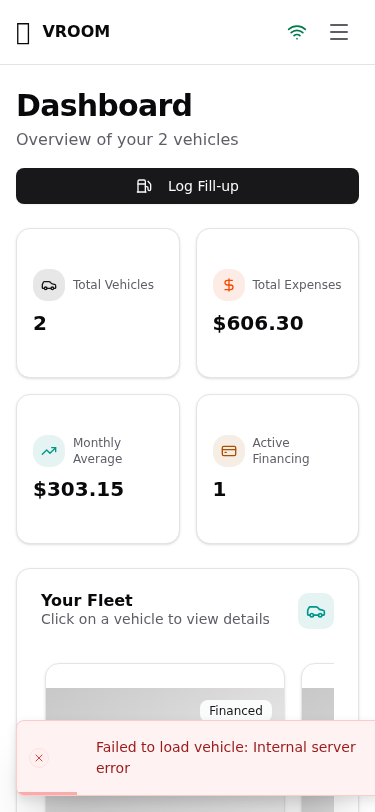 VROOM
Dashboard
Overview of your 2 vehicles
Log Fill-up
Total Vehicles
2
Total Expenses
$606.30
Monthly
Average
$303.15
Active
Financing
1
Your Fleet
Click on a vehicle to view details
Financed
Failed to load vehicle: Internal server
error